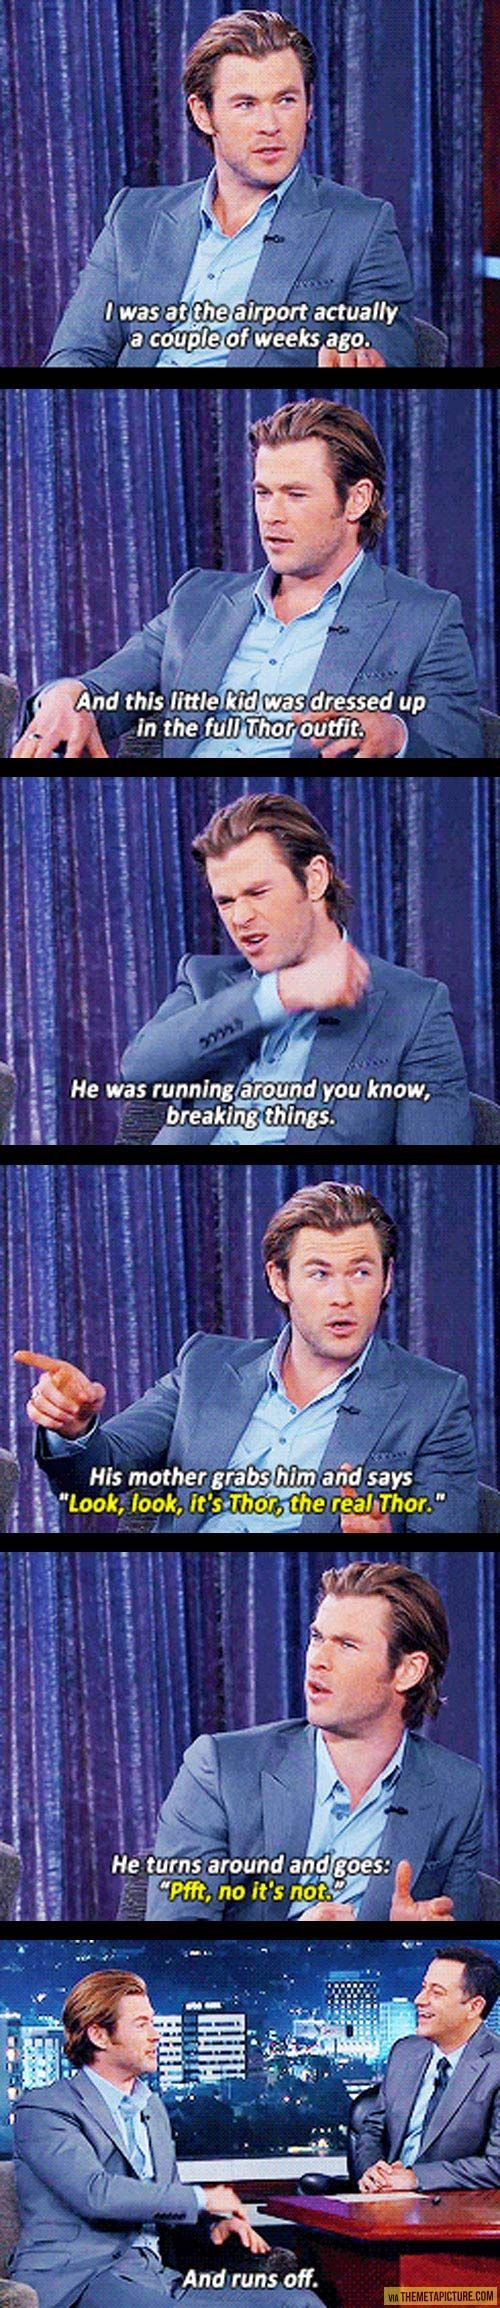 I was at the airport actually
a couple of weeks ago.
And this little kid was dressed up
in the full Thor outfit.
He was running around you know,
breaking things.
His mother grabs him and says
"Look, look, it's Thor, the real Thor."
He turns around and goes:
"Pfft, no it's not."
And runs off.
VIA THEMETAPICTURE.COM